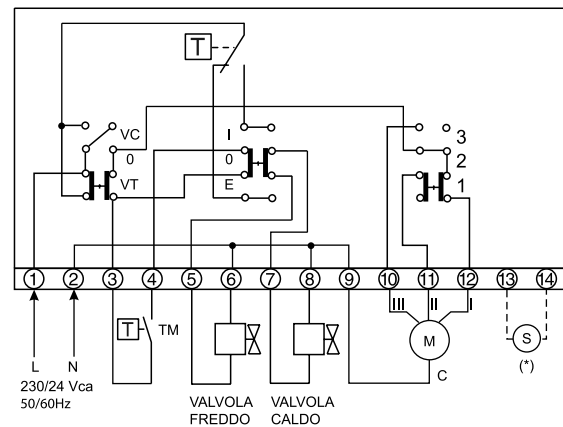 T
VC
I
3
0
0
2
VT
E
1
1
2
3
4
5
6
7
8
9
10
11
12
13
14
III
II
I
T
TM
M
S
(*)
L
N
C
230/24 Vca
50/60Hz
VALVOLA
FREDDO
VALVOLA
CALDO